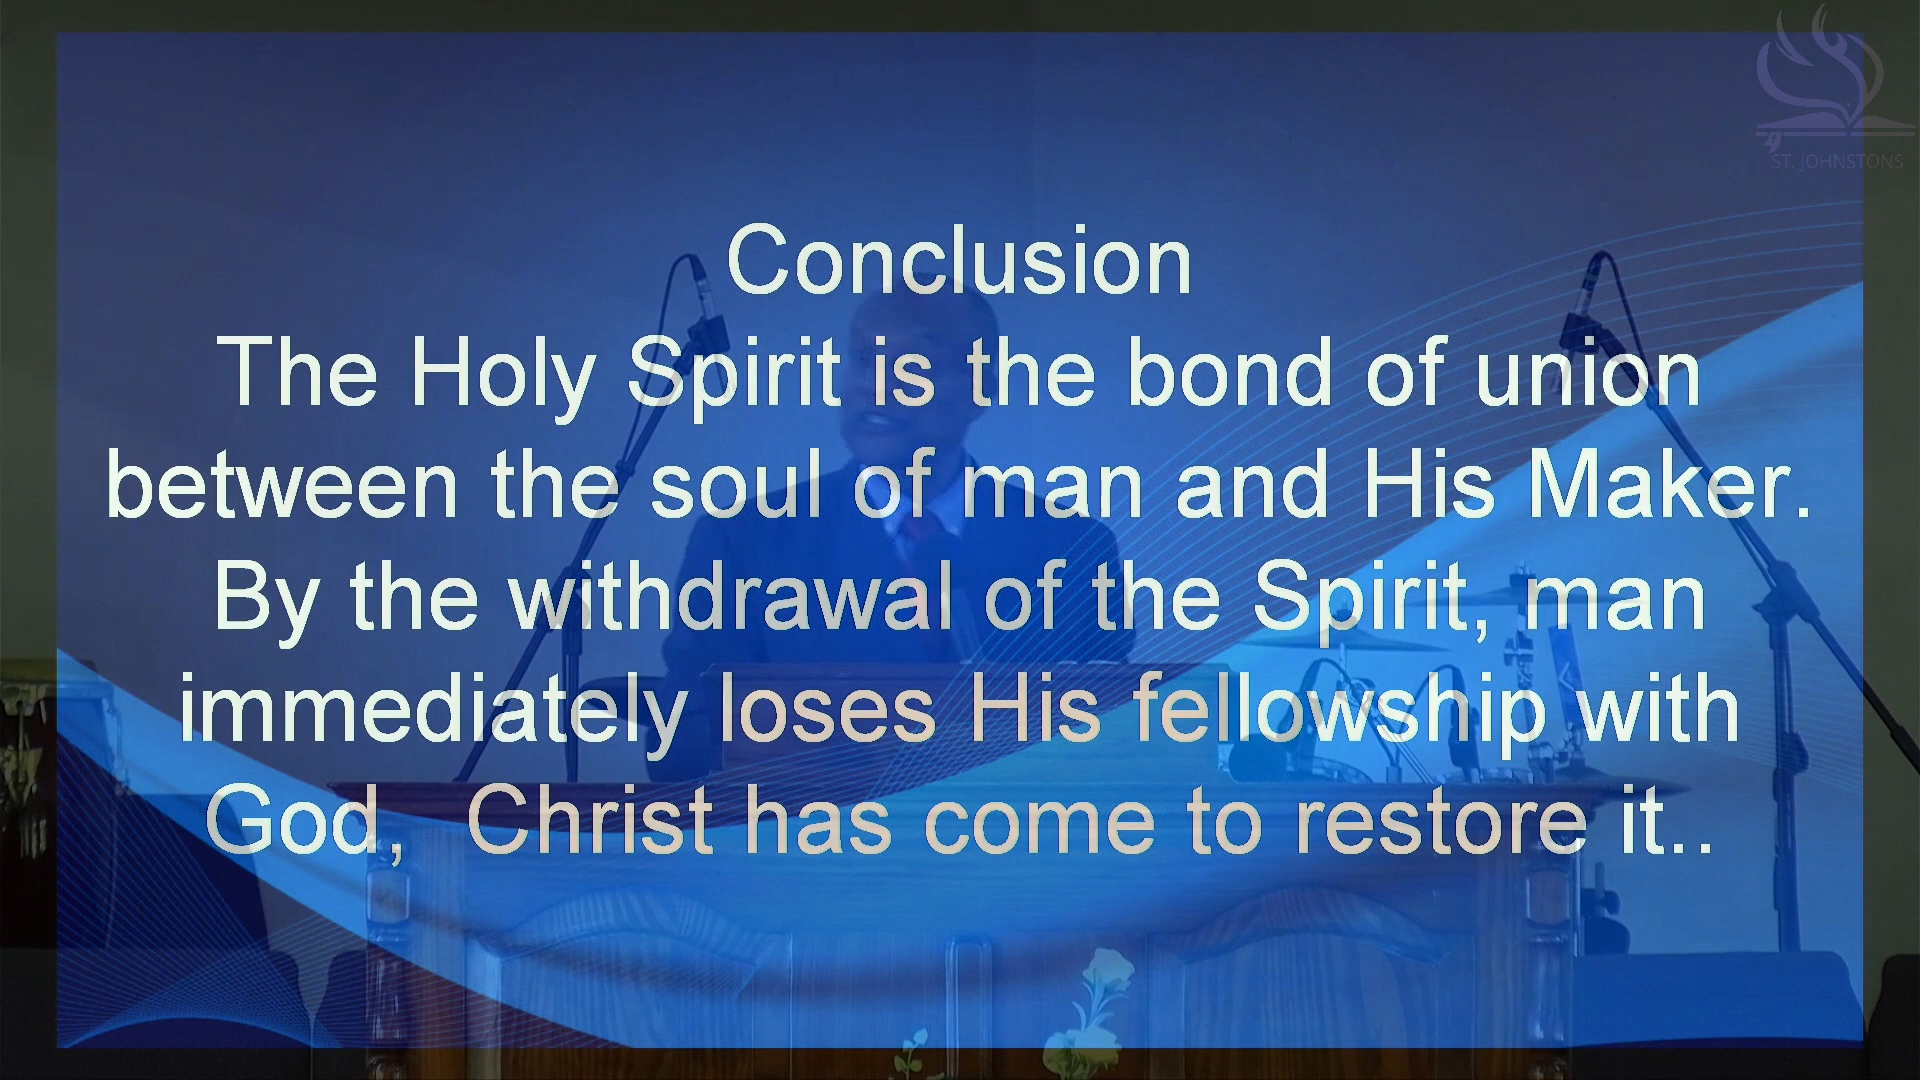 ST. JOHNSTONS
Conclusion
The Holy Spirit is the bond of union
between the soul of man and His Maker.
By the withdrawal of the Spirit, man
immediately loses His fellowship with
God,  Christ has come to restore it..